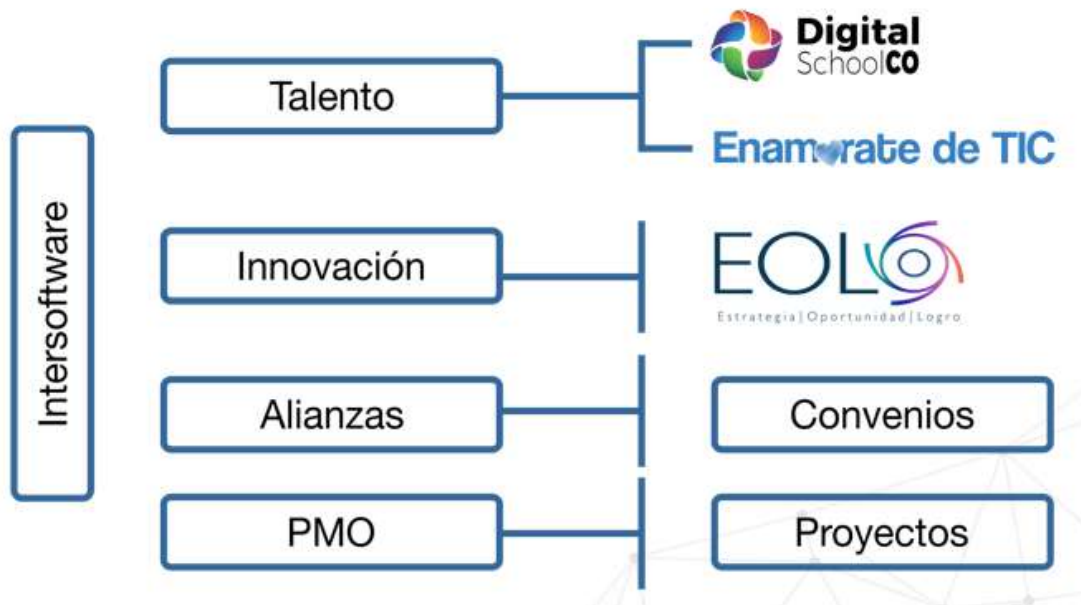 Intersoftware
Talento
Digital
SchoolCO
Enamorate de TIC
Innovación
EOLO
Estrategia|Oportunidad|Logro
Alianzas
Convenios
PMO
Proyectos